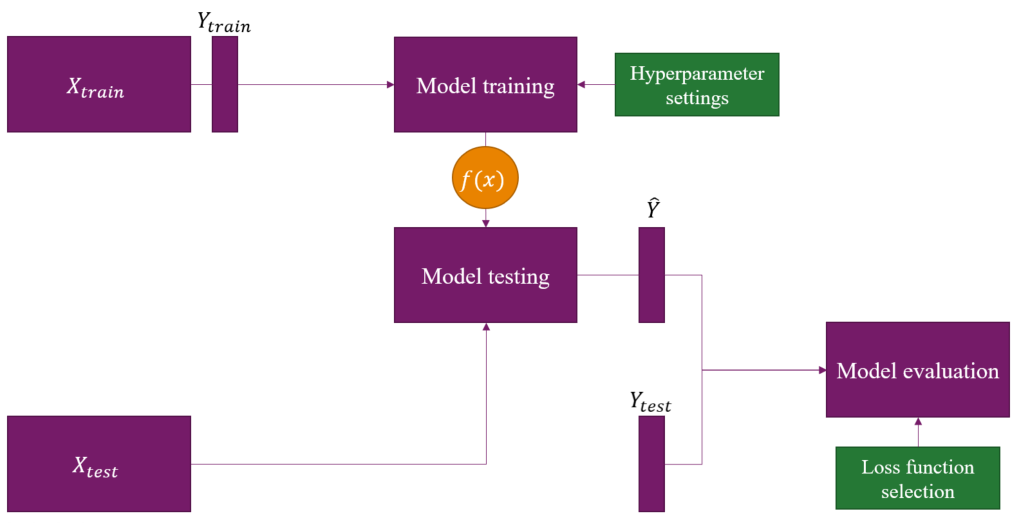 Y_train
X_train
Model training
Hyperparameter
settings
f(x)
Ŷ
Model testing
Model evaluation
Y_test
X_test
Loss function
selection